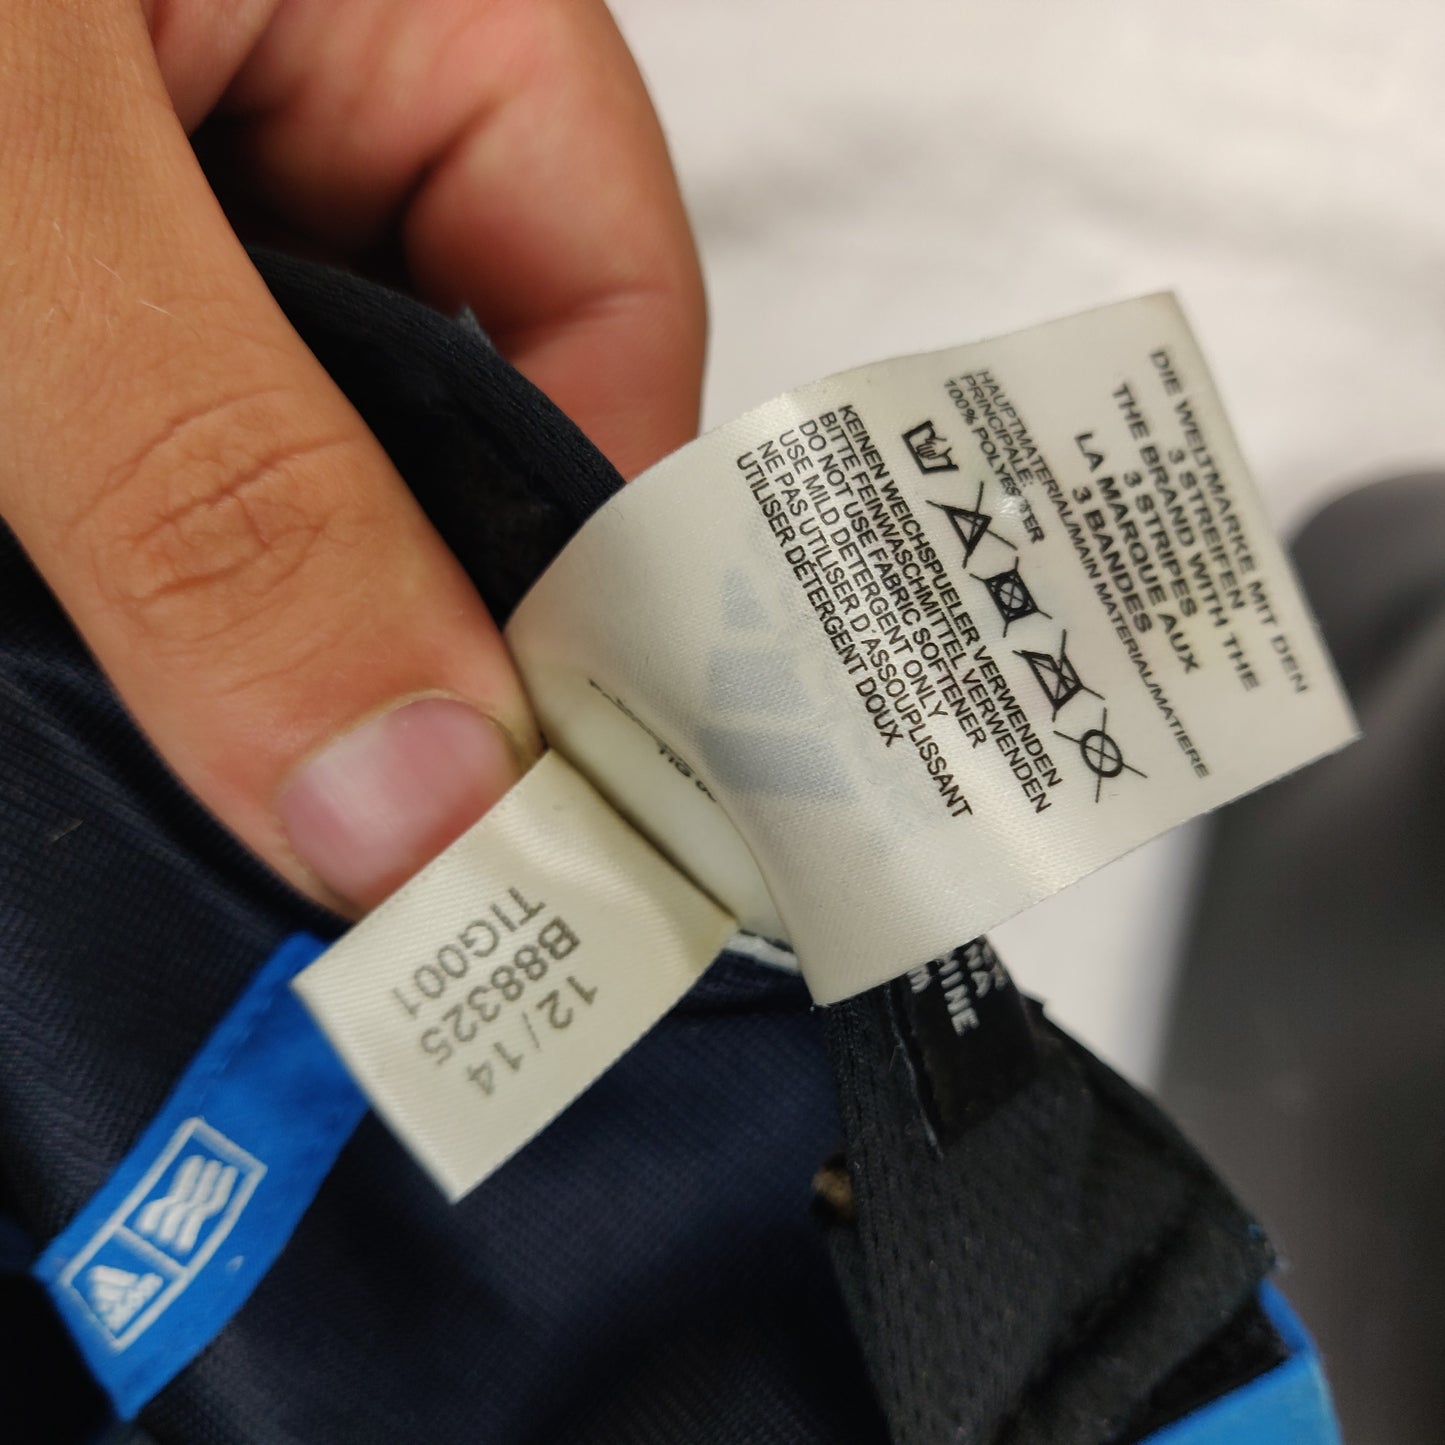 DIE WELTMARKE MIT DEN
3 STREIFEN
THE BRAND WITH THE
3 STRIPES
LA MARQUE AUX
3 BANDES
HAUPTMATERIAL/MAIN MATERIAL/MATIERE
PRINCIPALE:
100% POLYESTER
KEINEN WEICHSPUELER VERWENDEN
BITTE FEINWASCHMITTEL VERWENDEN
DO NOT USE FABRIC SOFTENER
USE MILD DETERGENT ONLY
NE PAS UTILISER D'ASSOUPLISSANT
UTILISER DÉTERGENT DOUX
12/14
B88325
TIG001
adidas